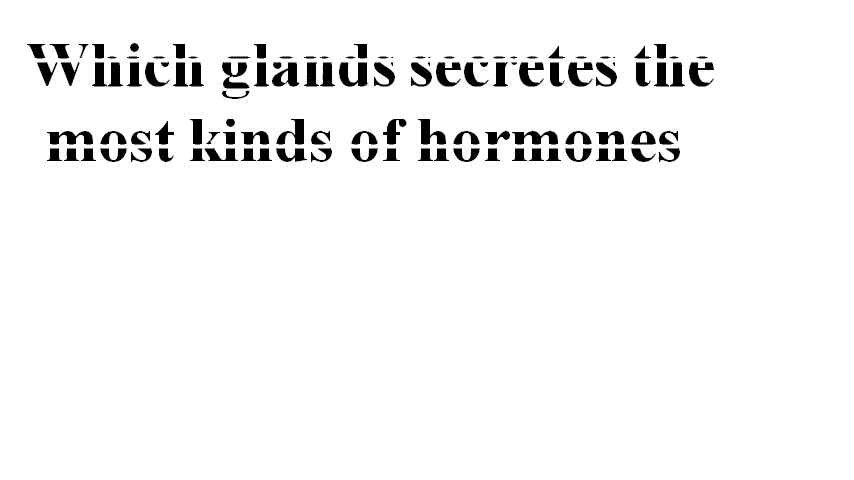 Which glands secretes the
most kinds of hormones